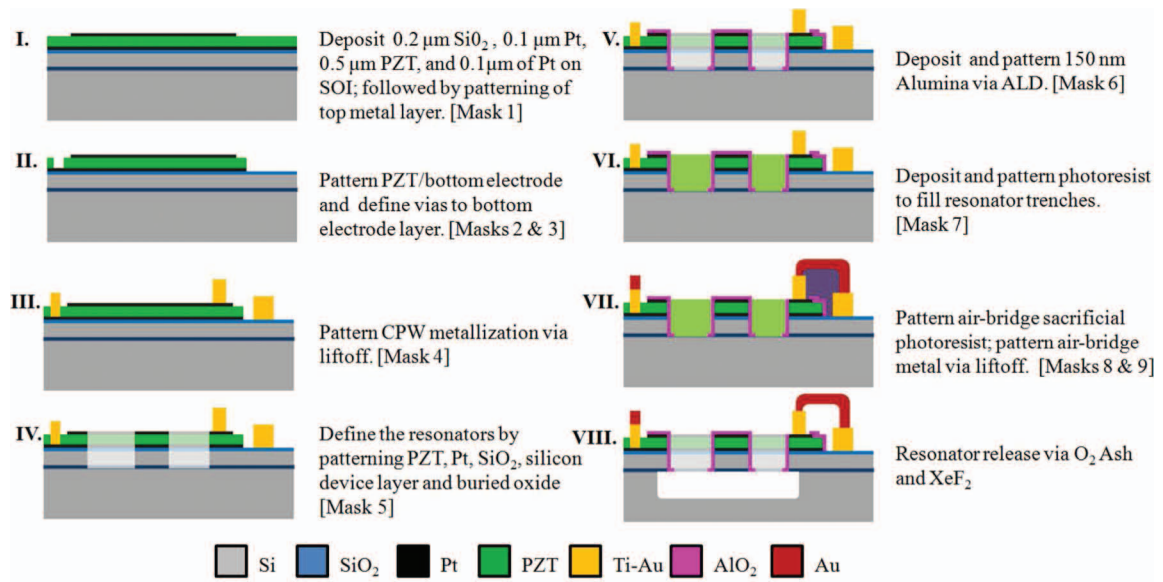 I.
Deposit 0.2 μm Si0₂ , 0.1 μm Pt,
0.5 μm PZT, and 0.1μm of Pt on
SOI; followed by patterning of
top metal layer. [Mask 1]
II.
Pattern PZT/bottom electrode
and define vias to bottom
electrode layer. [Masks 2 & 3]
III.
Pattern CPW metallization via
liftoff. [Mask 4]
IV.
Define the resonators by
patterning PZT, Pt, SiO₂, silicon
device layer and buried oxide
[Mask 5]
V.
Deposit and pattern 150 nm
Alumina via ALD. [Mask 6]
VI.
Deposit and pattern photoresist
to fill resonator trenches.
[Mask 7]
VII.
Pattern air-bridge sacrificial
photoresist; pattern air-bridge
metal via liftoff. [Masks 8 & 9]
VIII.
Resonator release via O₂ Ash
and XeF₂
Si SiO₂ Pt PZT Ti-Au AlO₂ Au